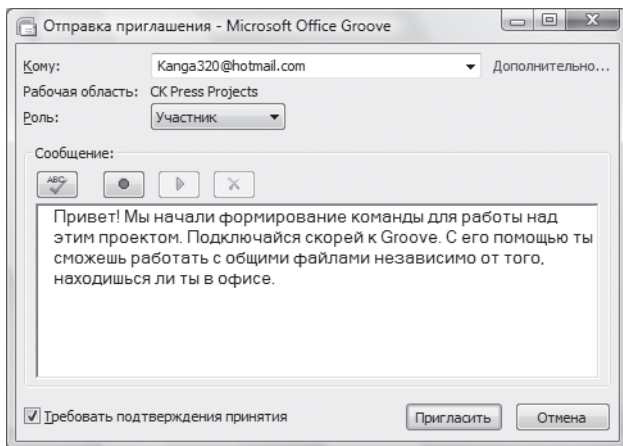 Отправка приглашения - Microsoft Office Groove
Кому: Kanga320@hotmail.com Дополнительно...
Рабочая область: CK Press Projects
Роль: Участник
Сообщение:
ABC
Привет! Мы начали формирование команды для работы над
этим проектом. Подключайся скорей к Groove. С его помощью ты
сможешь работать с общими файлами независимо от того,
находишься ли ты в офисе.
Требовать подтверждения принятия Пригласить Отмена